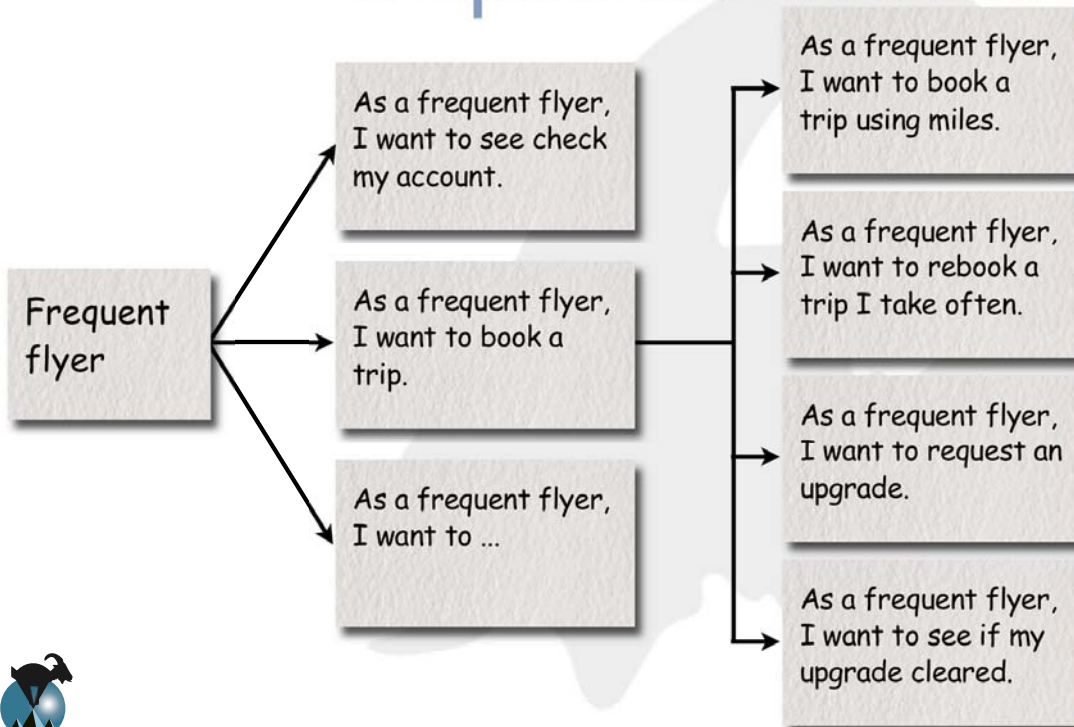 Frequent
flyer
As a frequent flyer,
I want to see check
my account.
As a frequent flyer,
I want to book a
trip.
As a frequent flyer,
I want to ...
As a frequent flyer,
I want to book a
trip using miles.
As a frequent flyer,
I want to rebook a
trip I take often.
As a frequent flyer,
I want to request an
upgrade.
As a frequent flyer,
I want to see if my
upgrade cleared.